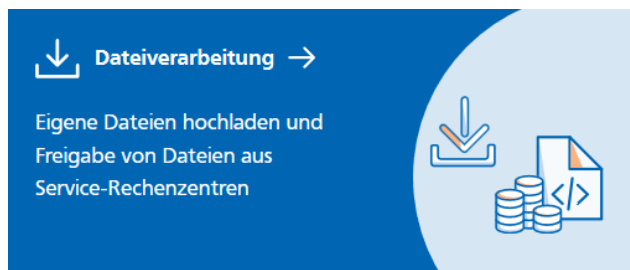 Dateiverarbeitung →
Eigene Dateien hochladen und
Freigabe von Dateien aus
Service-Rechenzentren
</>